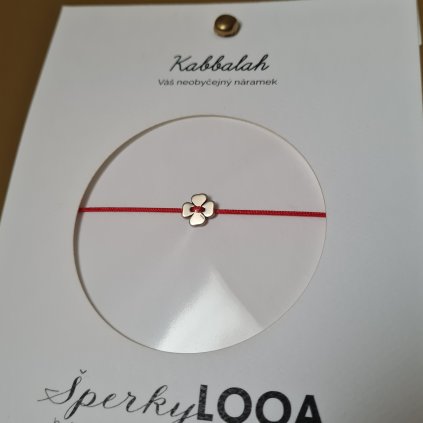 Kabbalah
Váš neobyčejný náramek
ŠperkyLOOA